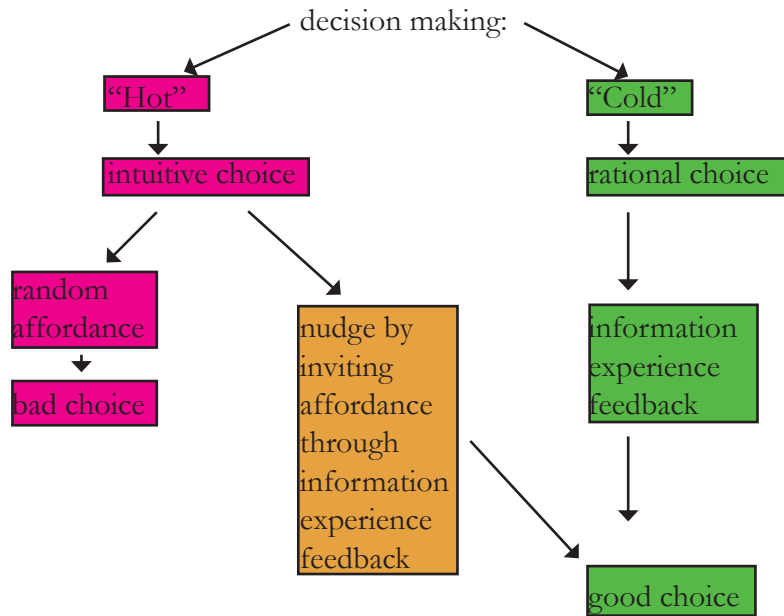 decision making:
“Hot”
“Cold”
intuitive choice
rational choice
random
affordance
bad choice
nudge by
inviting
affordance
through
information
experience
feedback
information
experience
feedback
good choice